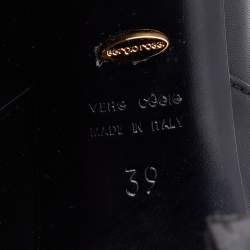 sergio rossi
VERO CUOIO
MADE IN ITALY
39